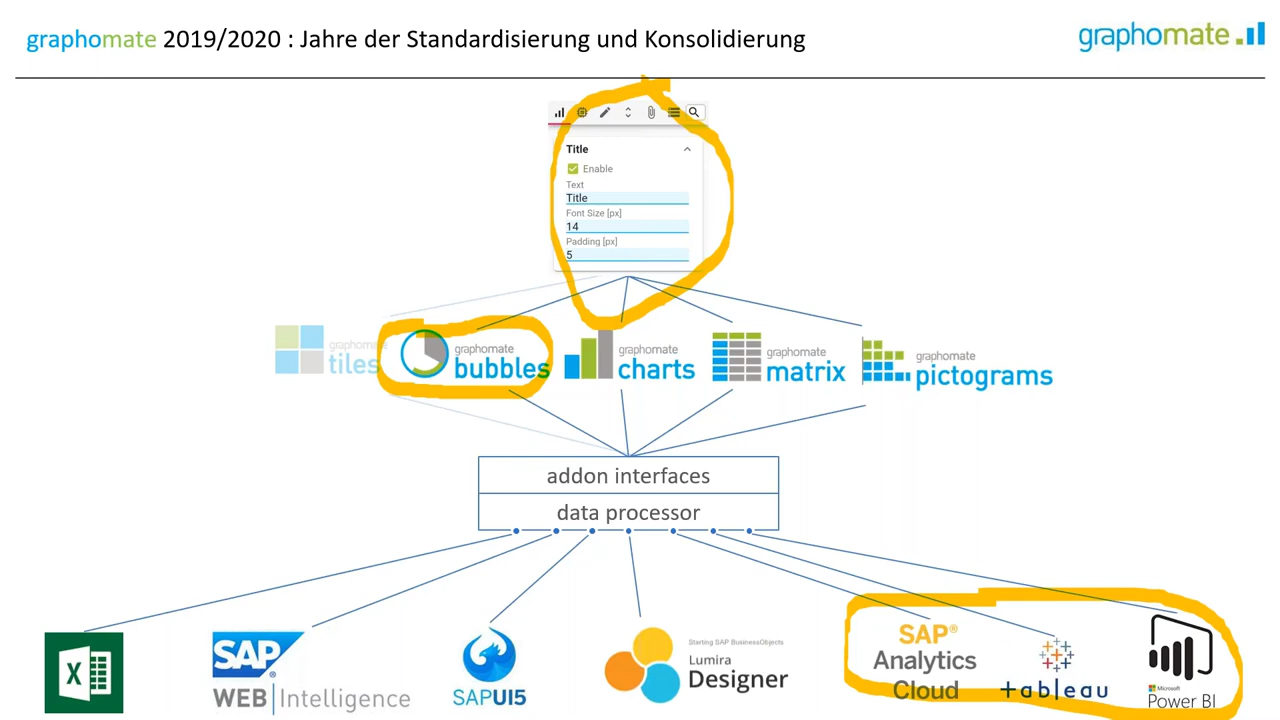 graphomate 2019/2020 : Jahre der Standardisierung und Konsolidierung
graphomate
Title
Enable
Text
Title
Font Size [px]
14
Padding [px]
5
graphomate
tiles
graphomate
bubbles
graphomate
charts
graphomate
matrix
graphomate
pictograms
addon interfaces
data processor
X
SAP
WEB Intelligence
SAPUI5
Starting SAP BusinessObjects
Lumira
Designer
SAP®
Analytics
Cloud
+ableau
Microsoft
Power BI